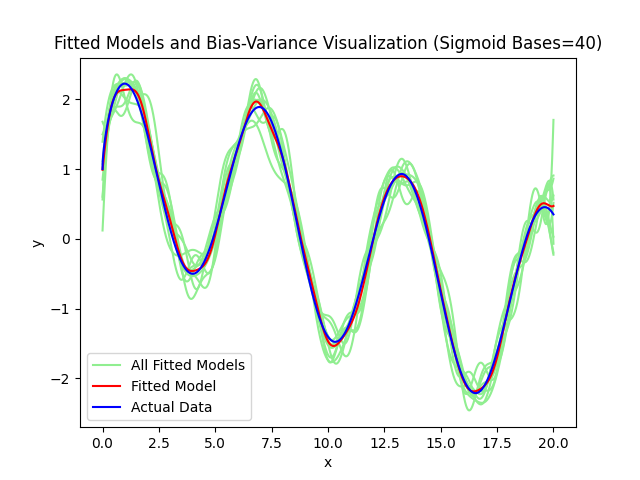 Fitted Models and Bias-Variance Visualization (Sigmoid Bases=40)
y
2
1
0
−1
−2
All Fitted Models
Fitted Model
Actual Data
0.0 2.5 5.0 7.5 10.0 12.5 15.0 17.5 20.0
x